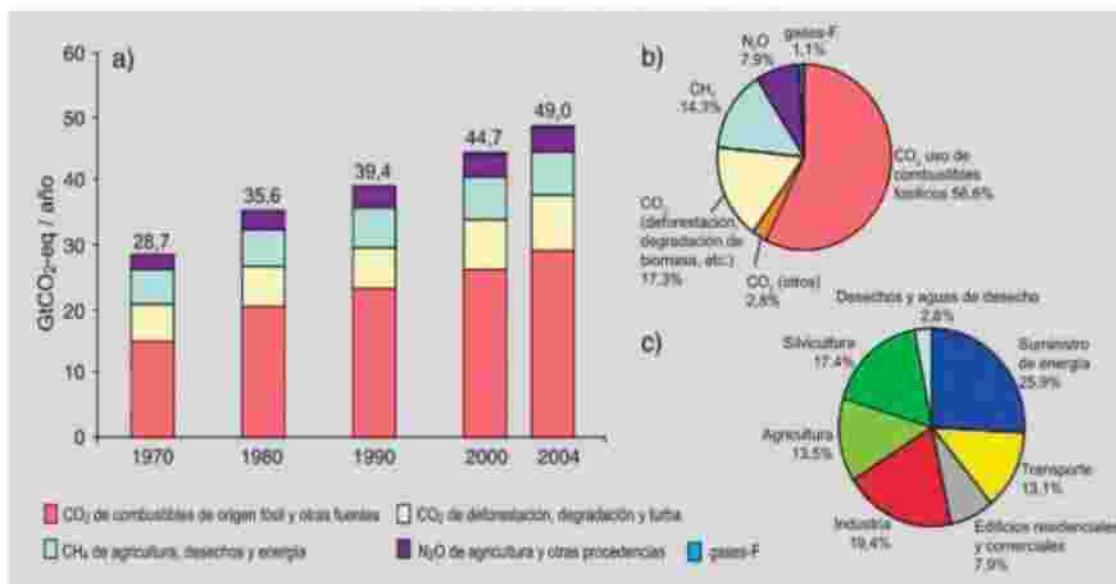 a)
GtCO₂-eq / año
60
50
40
30
20
10
0
28,7
35,6
39,4
44,7
49,0
1970
1980
1990
2000
2004
CO₂ de combustibles de origen fósil y otras fuentes
CO₂ de deforestación, degradación y turba
CH₄ de agricultura, desechos y energía
N₂O de agricultura y otras procedencias
gases-F
b)
gases-F
1,1%
N₂O
7.9%
CH₄
14,3%
CO₂
(deforestación,
degradación de
biomasa, etc.)
17,3%
CO₂ (otros)
2,8%
CO₂ uso de
combustibles
56,6%
c)
Desechos y aguas de desecho
2,8%
Silvicultura
17,4%
Agricultura
13,5%
Industria
19,4%
Edificios residenciales
y comerciales
7,9%
Transporte
13,1%
Suministro
de energía
25,9%